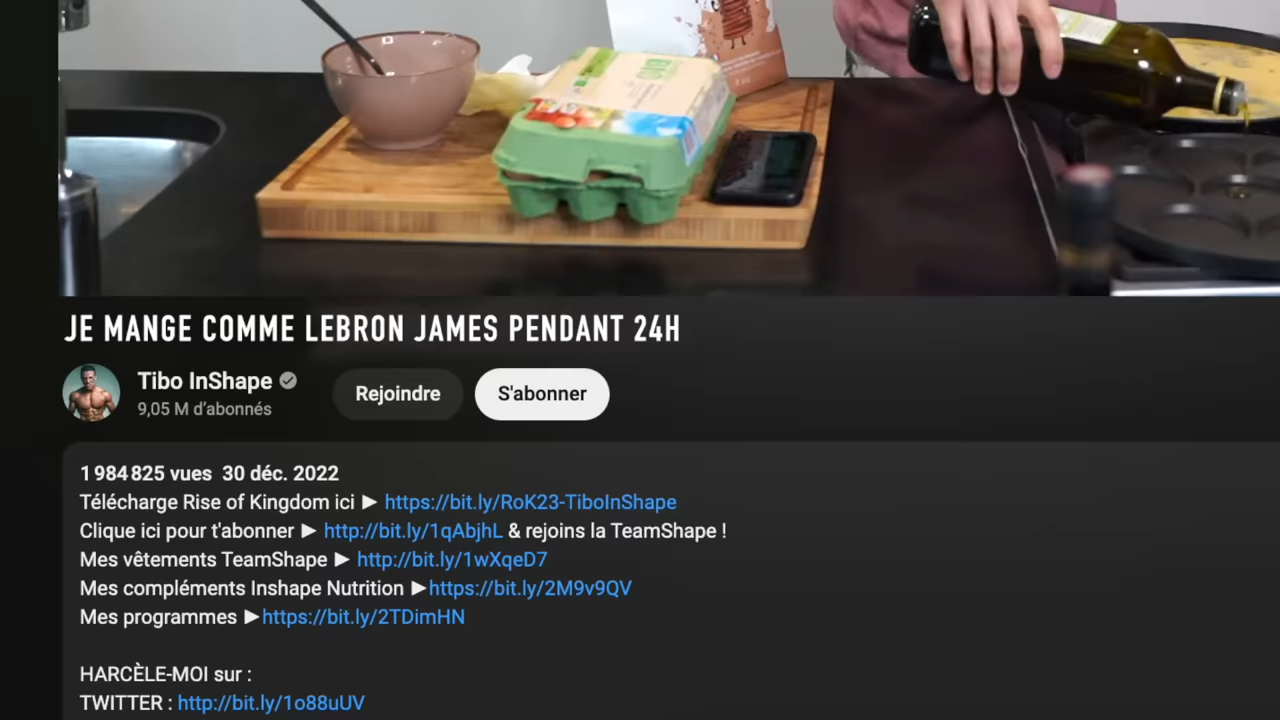 JE MANGE COMME LEBRON JAMES PENDANT 24H
Tibo InShape
9,05 M d'abonnés
Rejoindre
S'abonner
1 984 825 vues 30 déc. 2022
Télécharge Rise of Kingdom ici ► https://bit.ly/RoK23-TiboInShape
Clique ici pour t'abonner ► http://bit.ly/1qAbjhL & rejoins la TeamShape !
Mes vêtements TeamShape ► http://bit.ly/1wXqeD7
Mes compléments Inshape Nutrition ►https://bit.ly/2M9v9QV
Mes programmes ►https://bit.ly/2TDimHN
HARCÈLE-MOI sur :
TWITTER : http://bit.ly/1o88uUV